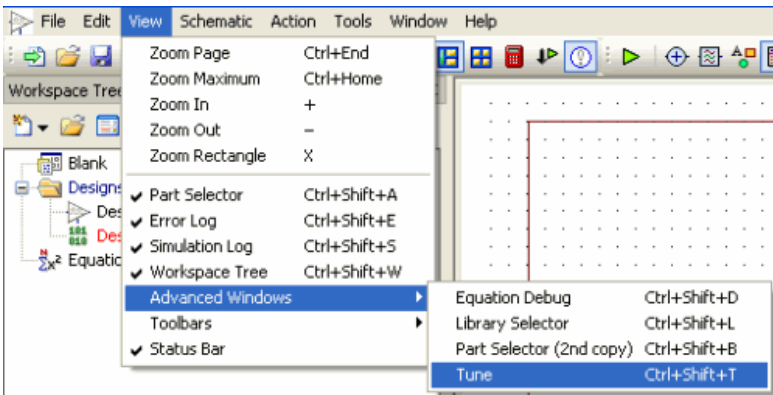 File Edit View Schematic Action Tools Window Help
Workspace Tree
Zoom Page Ctrl+End
Zoom Maximum Ctrl+Home
Zoom In +
Zoom Out –
Zoom Rectangle X
Part Selector Ctrl+Shift+A
Error Log Ctrl+Shift+E
Simulation Log Ctrl+Shift+S
Workspace Tree Ctrl+Shift+W
Advanced Windows
Toolbars
Status Bar
Blank
Designs
Des
Des
Equatic
Equation Debug Ctrl+Shift+D
Library Selector Ctrl+Shift+L
Part Selector (2nd copy) Ctrl+Shift+B
Tune Ctrl+Shift+T